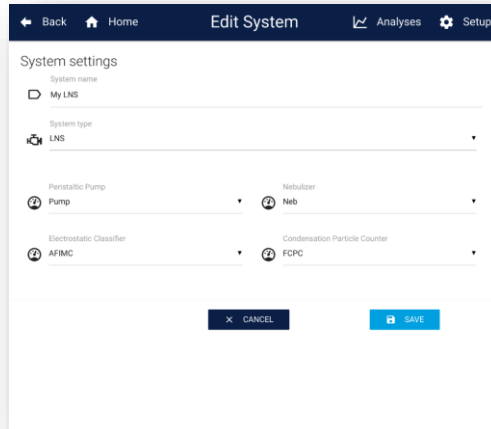 Back Home Edit System Analyses Setup
System settings
System name
My LNS
System type
LNS
Peristaltic Pump Nebulizer
Pump Neb
Electrostatic Classifier Condensation Particle Counter
AFIMC FCPC
CANCEL SAVE